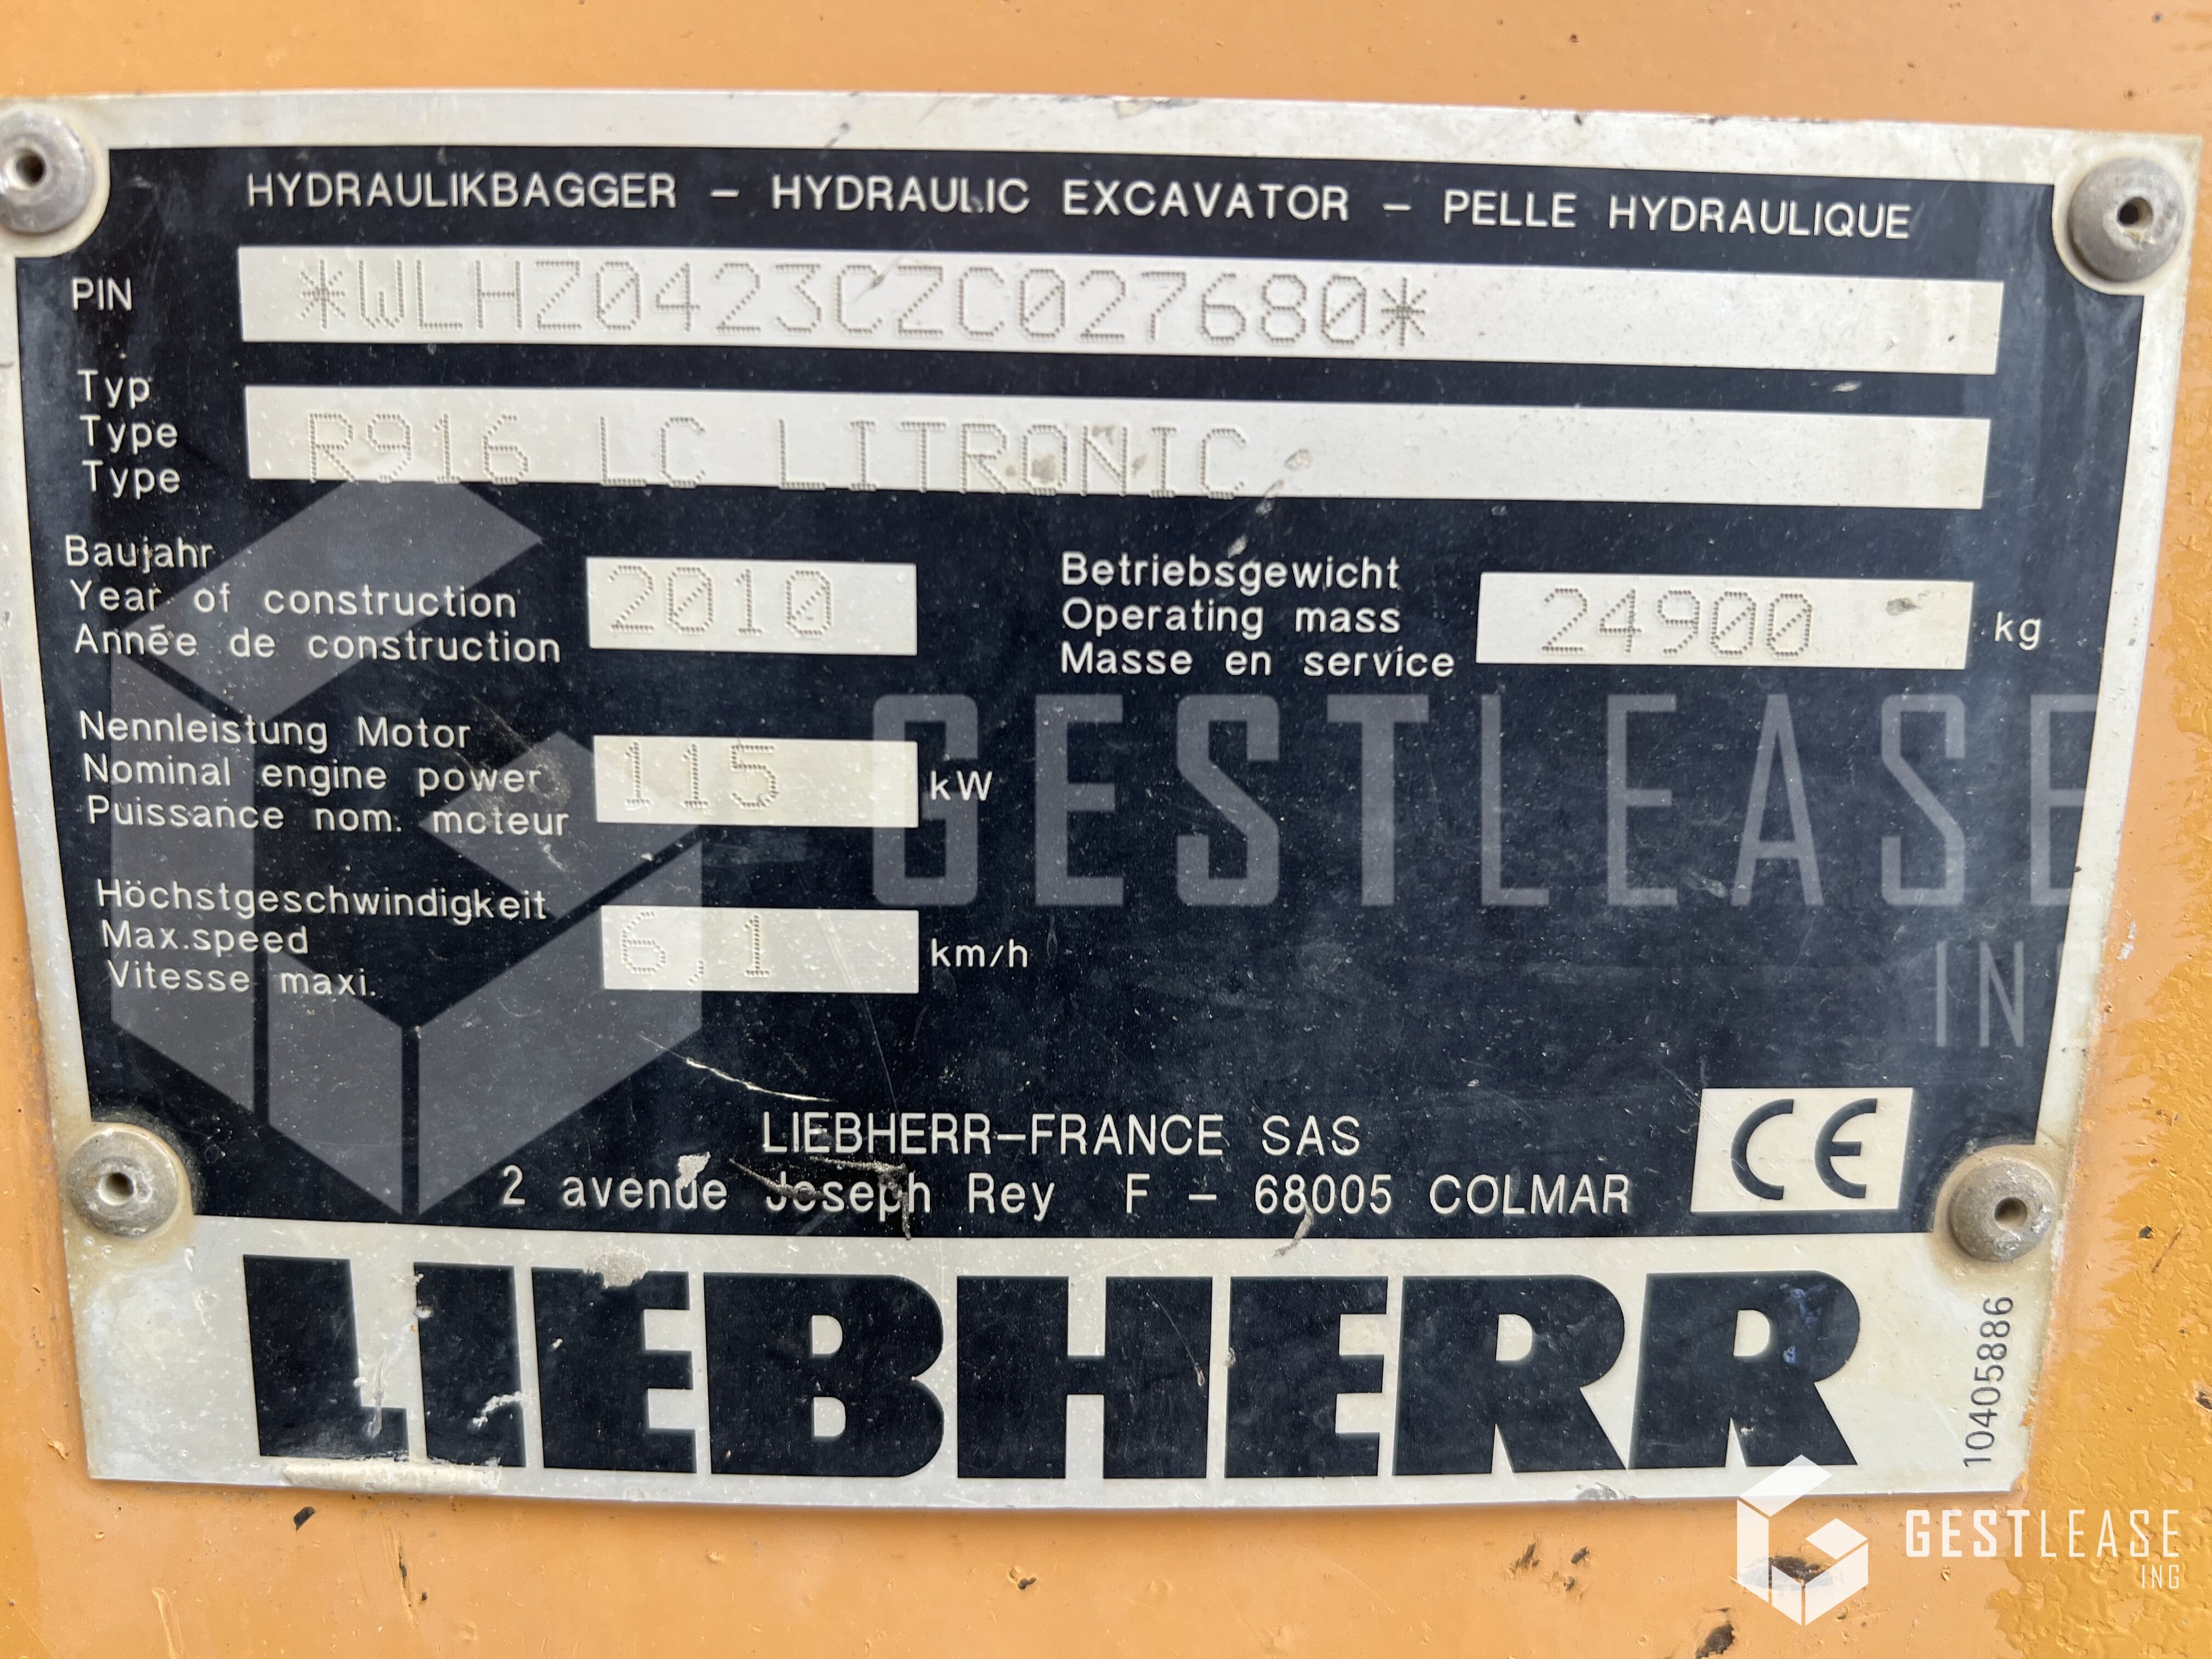 HYDRAULIKBAGGER – HYDRAULIC EXCAVATOR – PELLE HYDRAULIQUE
PIN *WLHZ0423CZC027680*
Typ
Type
Type
R916 LC LITRONIC
Baujahr
Year of construction
Année de construction
2010
Betriebsgewicht
Operating mass
Masse en service
24900 kg
Nennleistung Motor
Nominal engine power
Puissance nom. moteur
115 kW
Höchstgeschwindigkeit
Max.speed
Vitesse maxi.
6,1 km/h
GESTLEASE
IN
LIEBHERR-FRANCE SAS
2 avenue Joseph Rey F – 68005 COLMAR
CE
LIEBHERR
10405886
GESTLEASE
ING